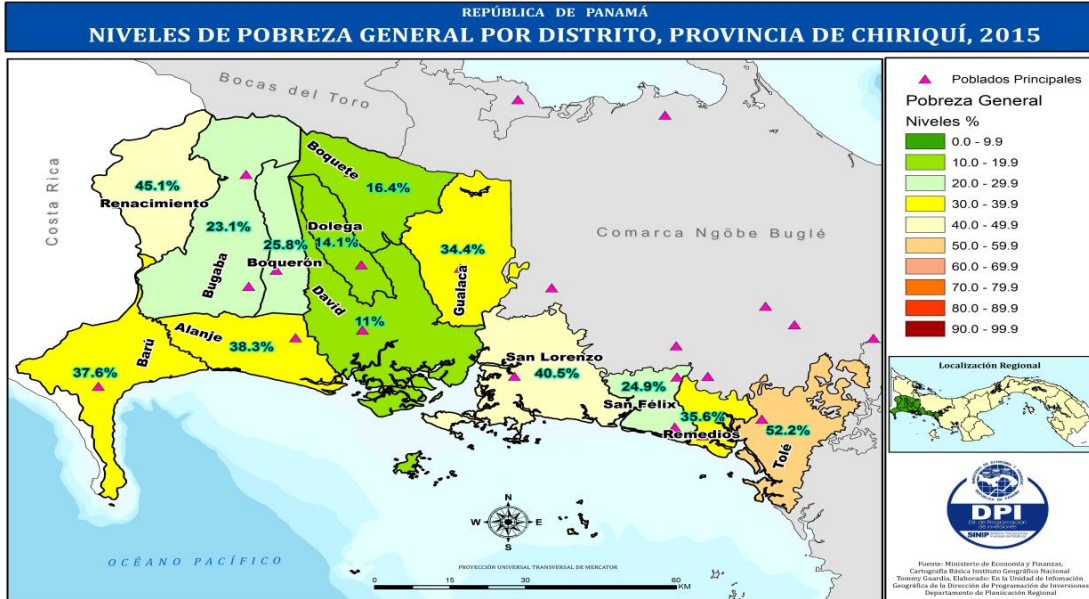 REPÚBLICA DE PANAMÁ
NIVELES DE POBREZA GENERAL POR DISTRITO, PROVINCIA DE CHIRIQUÍ, 2015
Bocas del Toro
Costa Rica
Comarca Ngöbe Buglé
45.1%
Renacimiento
23.1%
Bugaba
25.8%
Boquerón
Boquete
16.4%
Dolega
14.1%
David
11%
34.4%
Gualaca
Alanje
38.3%
37.6%
Barú
San Lorenzo
40.5%
24.9%
San Félix
35.6%
Remedios
52.2%
Tolé
OCÉANO PACÍFICO
N
W E
S
PROYECCIÓN UNIVERSAL TRANSVERSAL DE MERCATOR
0 15 30 60
KM
Poblados Principales
Pobreza General
Niveles %
0.0 - 9.9
10.0 - 19.9
20.0 - 29.9
30.0 - 39.9
40.0 - 49.9
50.0 - 59.9
60.0 - 69.9
70.0 - 79.9
80.0 - 89.9
90.0 - 99.9
Localización Regional
DPI
Dir. de Programación
de Inversiones
SINIP
Fuente: Ministerio de Economía y Finanzas,
Cartografía Básica Instituto Geográfico Nacional
Tommy Guardia, Elaborado: En la Unidad de Infomación
Geográfica de la Dirección de Programación de Inversiones
Departamento de Planiicación Regional